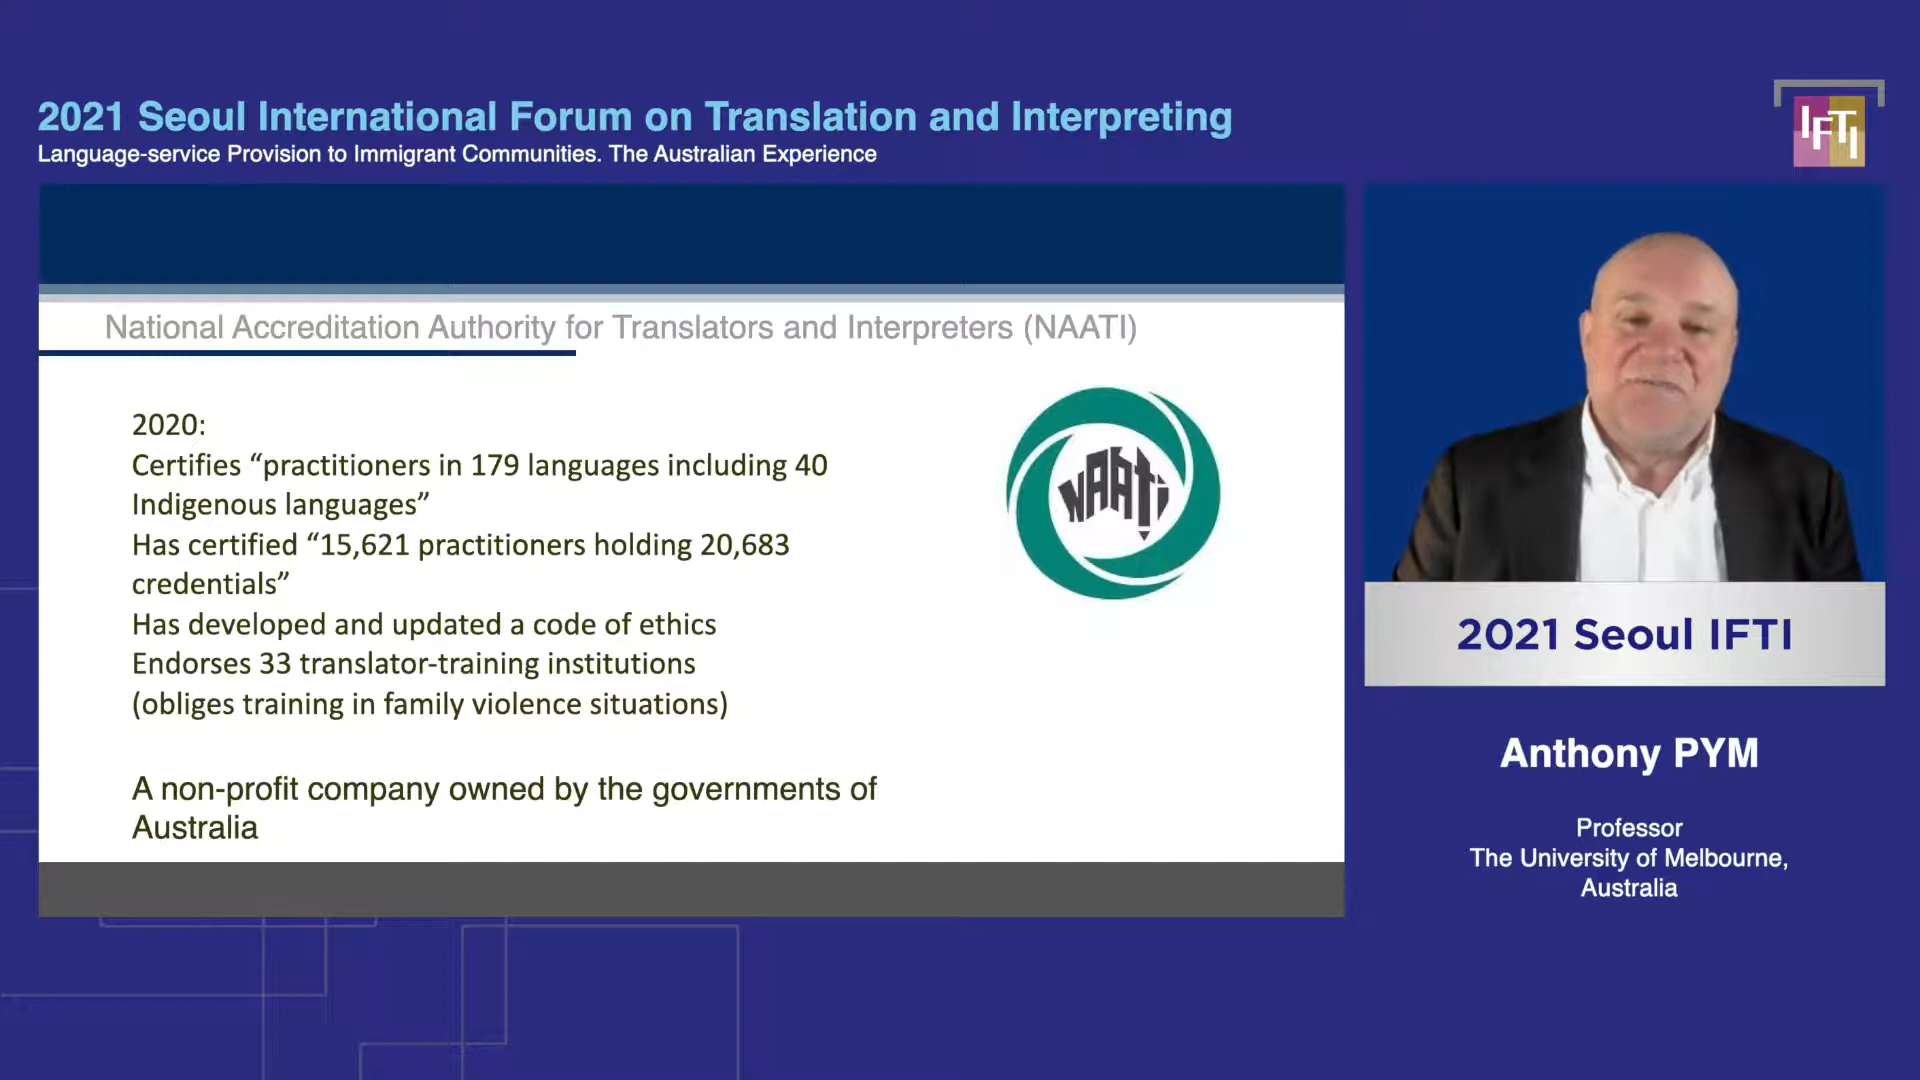 2021 Seoul International Forum on Translation and Interpreting
Language-service Provision to Immigrant Communities. The Australian Experience
IFTI
National Accreditation Authority for Translators and Interpreters (NAATI)
2020:
Certifies “practitioners in 179 languages including 40
Indigenous languages”
Has certified “15,621 practitioners holding 20,683
credentials”
Has developed and updated a code of ethics
Endorses 33 translator-training institutions
(obliges training in family violence situations)
A non-profit company owned by the governments of
Australia
NAATi
2021 Seoul IFTI
Anthony PYM
Professor
The University of Melbourne,
Australia